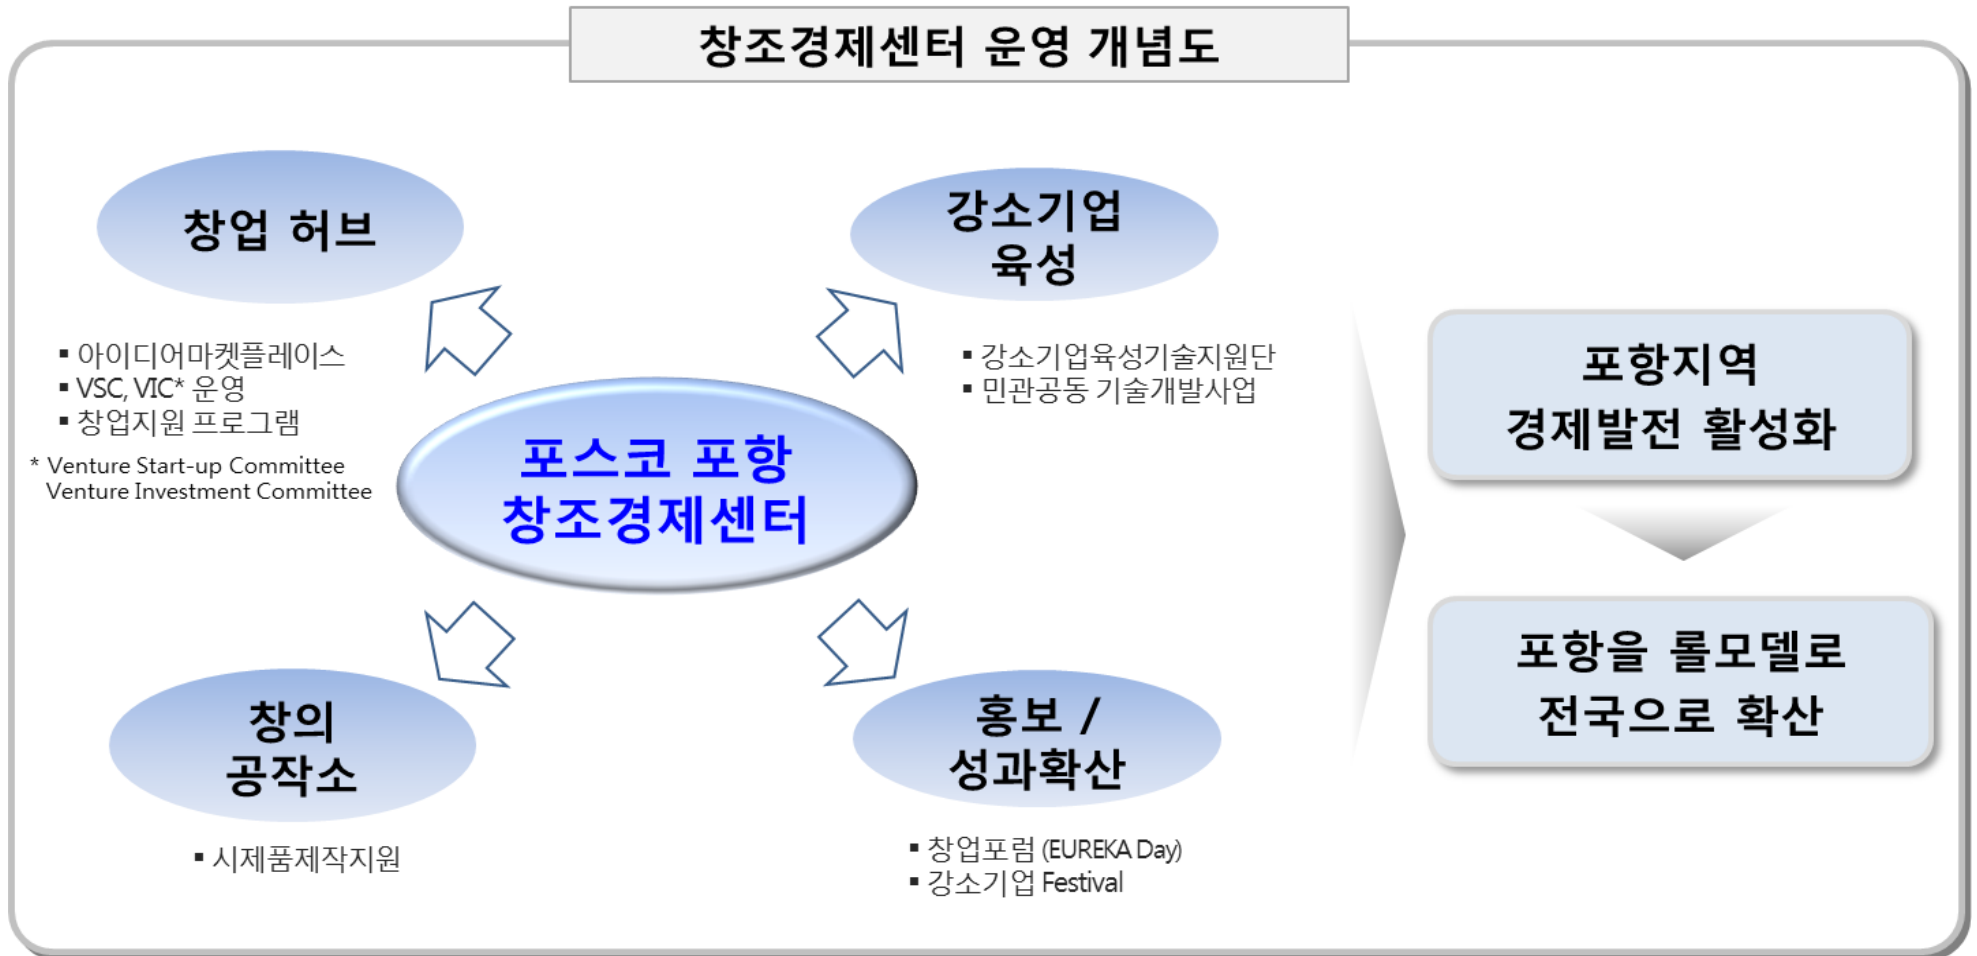 창조경제센터 운영 개념도
창업 허브
▪ 아이디어마켓플레이스
▪ VSC, VIC* 운영
▪ 창업지원 프로그램
* Venture Start-up Committee
Venture Investment Committee
강소기업
육성
▪ 강소기업육성기술지원단
▪ 민관공동 기술개발사업
포스코 포항
창조경제센터
창의
공작소
▪ 시제품제작지원
홍보 /
성과확산
▪ 창업포럼 (EUREKA Day)
▪ 강소기업 Festival
포항지역
경제발전 활성화
포항을 롤모델로
전국으로 확산